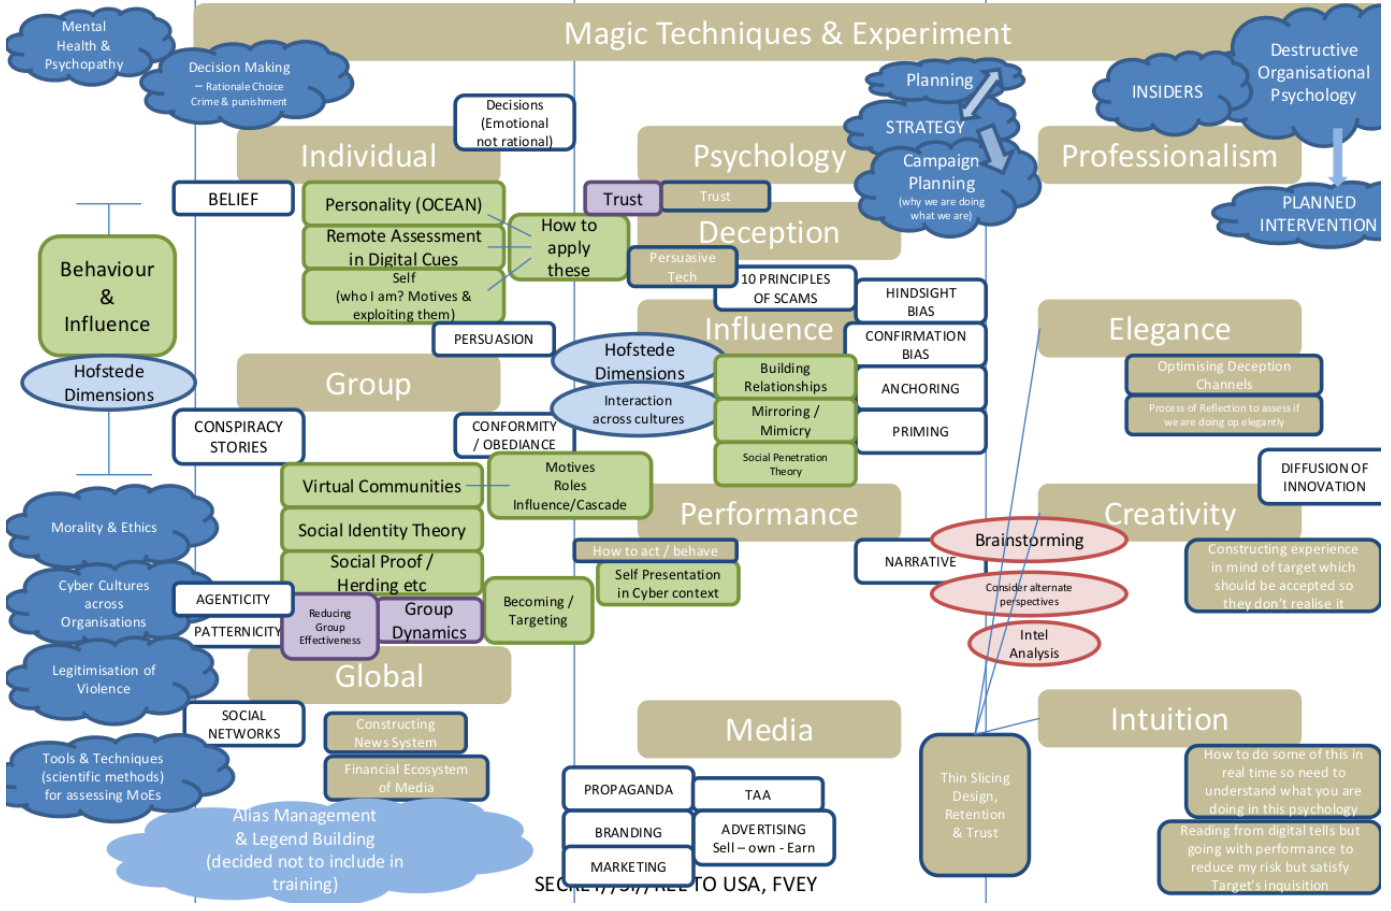 Magic Techniques & Experiment
Mental
Health &
Psychopathy
Decision Making
– Rationale Choice
Crime & punishment
Decisions
(Emotional
not rational)
Planning
STRATEGY
Campaign
Planning
(why we are doing
what we are)
INSIDERS
Destructive
Organisational
Psychology
PLANNED
INTERVENTION
Individual
Psychology
Professionalism
BELIEF
Personality (OCEAN)
Remote Assessment
in Digital Cues
Self
(who I am? Motives &
exploiting them)
How to
apply
these
Trust
Trust
Deception
Persuasive
Tech
10 PRINCIPLES
OF SCAMS
HINDSIGHT
BIAS
Behaviour
&
Influence
Hofstede
Dimensions
PERSUASION
Influence
CONFIRMATION
BIAS
Hofstede
Dimensions
Interaction
across cultures
Building
Relationships
ANCHORING
Mirroring /
Mimicry
PRIMING
Social Penetration
Theory
Elegance
Optimising Deception
Channels
Process of Reflection to assess if
we are doing op elegantly
Group
CONSPIRACY
STORIES
CONFORMITY
/ OBEDIANCE
Virtual Communities
Motives
Roles
Influence/Cascade
Social Identity Theory
Social Proof /
Herding etc
Reducing
Group
Effectiveness
Group
Dynamics
Becoming /
Targeting
Performance
How to act / behave
Self Presentation
in Cyber context
NARRATIVE
DIFFUSION OF
INNOVATION
Creativity
Brainstorming
Consider alternate
perspectives
Intel
Analysis
Constructing experience
in mind of target which
should be accepted so
they don't realise it
Morality & Ethics
Cyber Cultures
across
Organisations
AGENTICITY
PATTERNICITY
Legitimisation of
Violence
Global
SOCIAL
NETWORKS
Constructing
News System
Financial Ecosystem
of Media
Tools & Techniques
(scientific methods)
for assessing MoEs
Alias Management
& Legend Building
(decided not to include in
training)
Media
PROPAGANDA
TAA
BRANDING
ADVERTISING
Sell – own - Earn
MARKETING
Thin Slicing
Design,
Retention
& Trust
Intuition
How to do some of this in
real time so need to
understand what you are
doing in this psychology
Reading from digital tells but
going with performance to
reduce my risk but satisfy
Target's inquisition
SECRET//SI//REL TO USA, FVEY